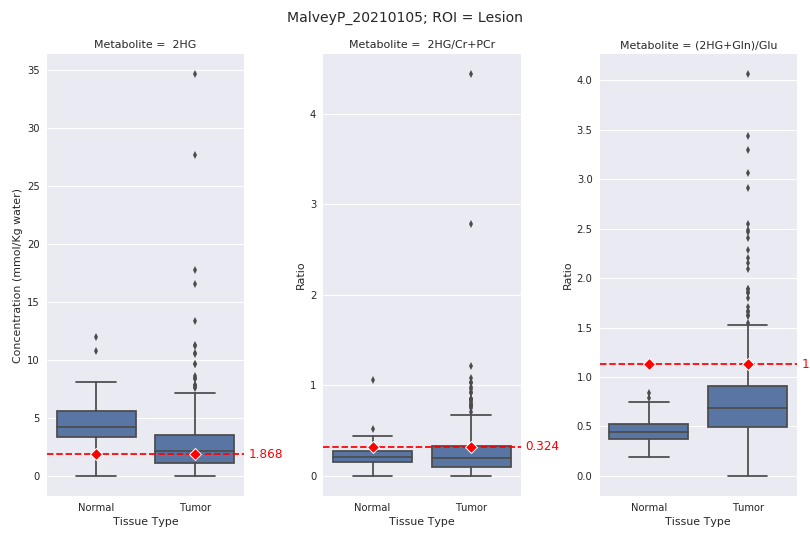 MalveyP_20210105; ROI = Lesion
Metabolite = 2HG
Metabolite = 2HG/Cr+PCr
Metabolite = (2HG+Gln)/Glu
Concentration (mmol/Kg water)
35
30
25
20
15
10
5
0
1.868
Normal
Tumor
Tissue Type
Ratio
4
3
2
1
0
0.324
Normal
Tumor
Tissue Type
Ratio
4.0
3.5
3.0
2.5
2.0
1.5
1.0
0.5
0.0
1
Normal
Tumor
Tissue Type